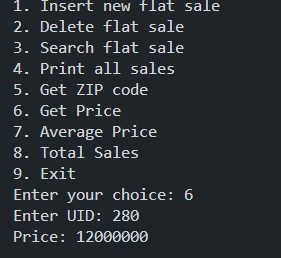 1. Insert new flat sale
2. Delete flat sale
3. Search flat sale
4. Print all sales
5. Get ZIP code
6. Get Price
7. Average Price
8. Total Sales
9. Exit
Enter your choice: 6
Enter UID: 280
Price: 12000000